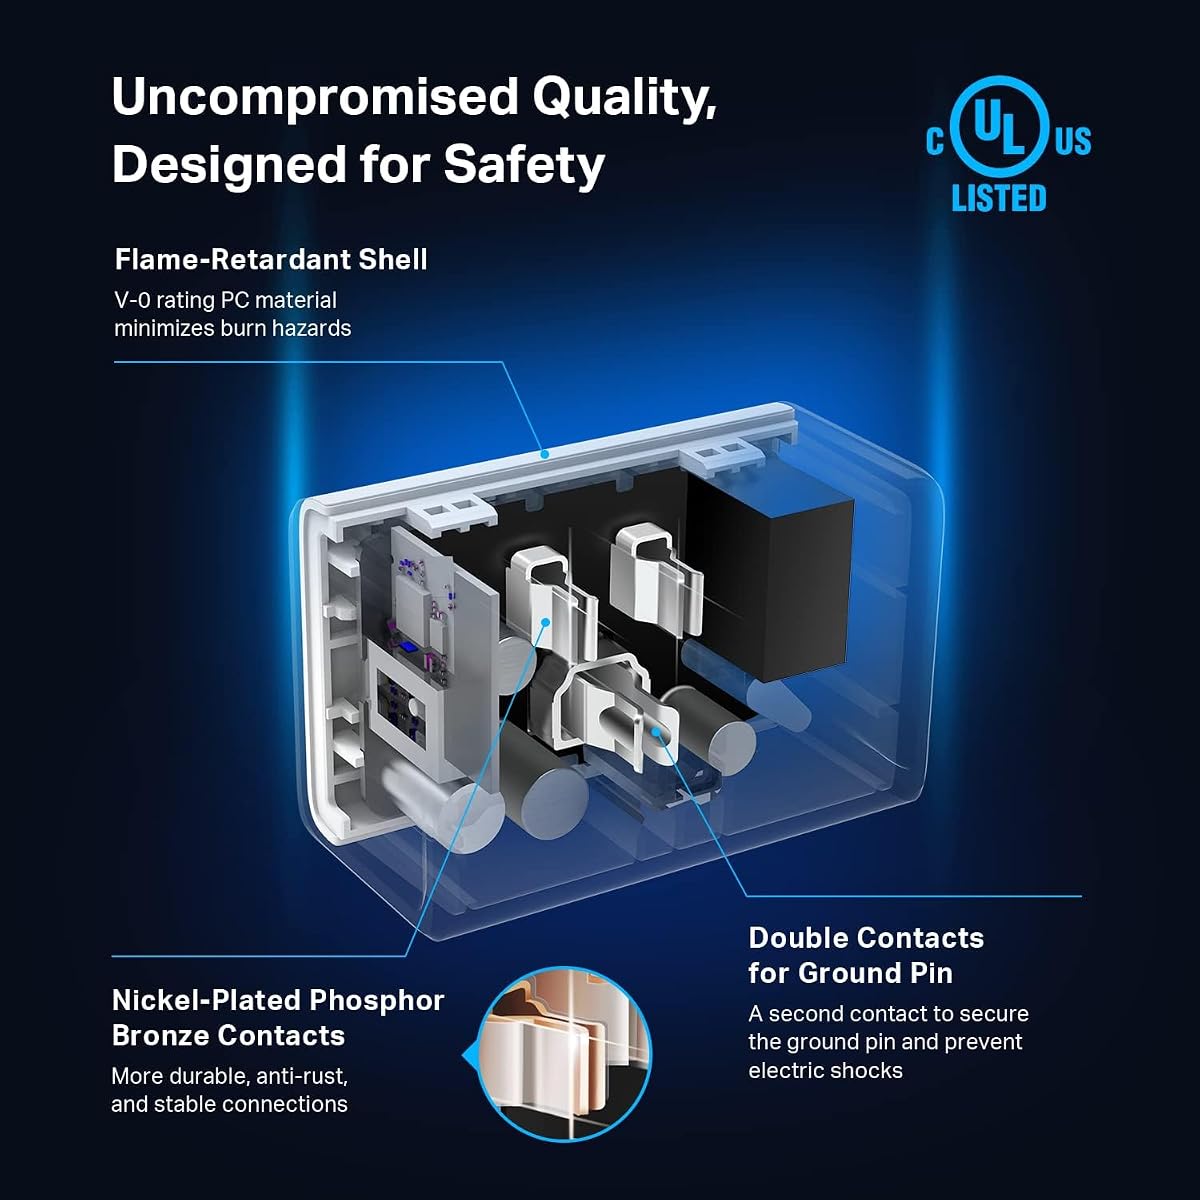 Uncompromised Quality,
Designed for Safety
C UL US
LISTED
Flame-Retardant Shell
V-0 rating PC material
minimizes burn hazards
Double Contacts
for Ground Pin
A second contact to secure
the ground pin and prevent
electric shocks
Nickel-Plated Phosphor
Bronze Contacts
More durable, anti-rust,
and stable connections